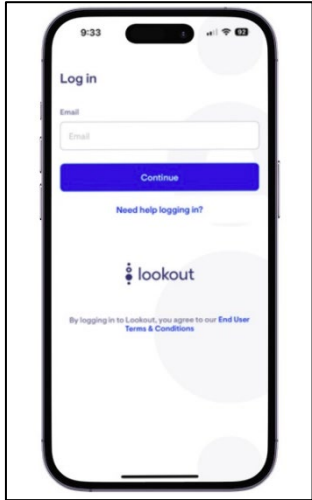 9:33
92
Log in
Email
Email
Continue
Need help logging in?
lookout
By logging in to Lookout, you agree to our End User
Terms & Conditions